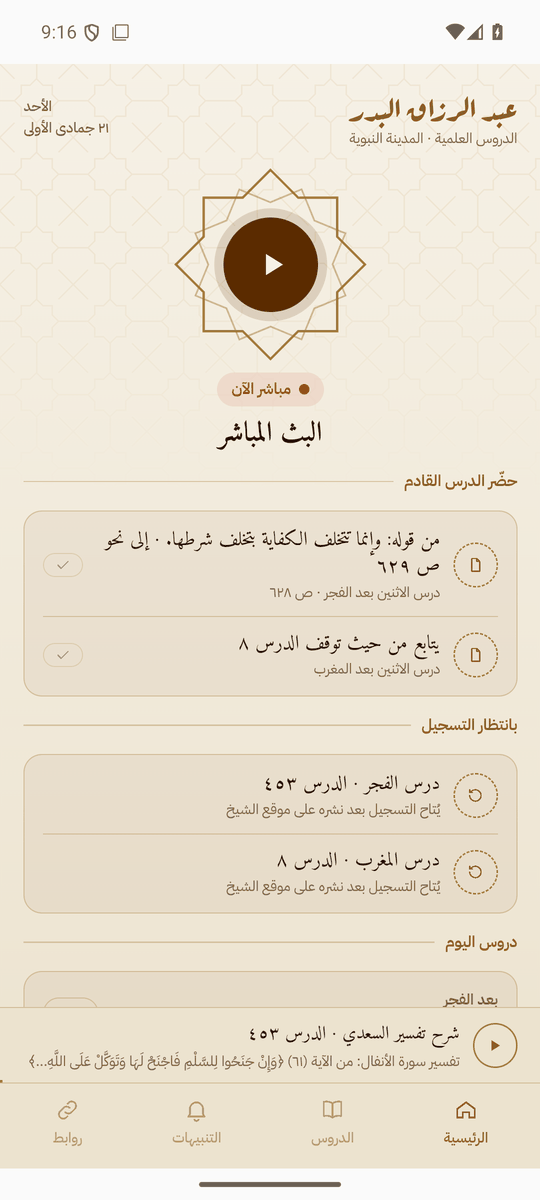 9:16
عبد الرزاق البدر
الدروس العلمية · المدينة النبوية
الأحد
٢١ جمادى الأولى
مباشر الآن
البث المباشر
حضّر الدرس القادم
من قوله: وإنما تتخلف الكفاية بتخلف شرطها. · إلى نحو
ص ٦٢٩
درس الاثنين بعد الفجر · ص ٦٢٨
يتابع من حيث توقف الدرس ٨
درس الاثنين بعد المغرب
بانتظار التسجيل
درس الفجر · الدرس ٤٥٣
يُتاح التسجيل بعد نشره على موقع الشيخ
درس المغرب · الدرس ٨
يُتاح التسجيل بعد نشره على موقع الشيخ
دروس اليوم
بعد الفجر
شرح تفسير السعدي · الدرس ٤٥٣
تفسير سورة الأنفال: من الآية (٦١) ﴿وَإِنْ جَنَحُوا لِلسَّلْمِ فَاجْنَحْ لَهَا وَتَوَكَّلْ عَلَى اللَّهِ...﴾
الرئيسية
الدروس
التنبيهات
روابط